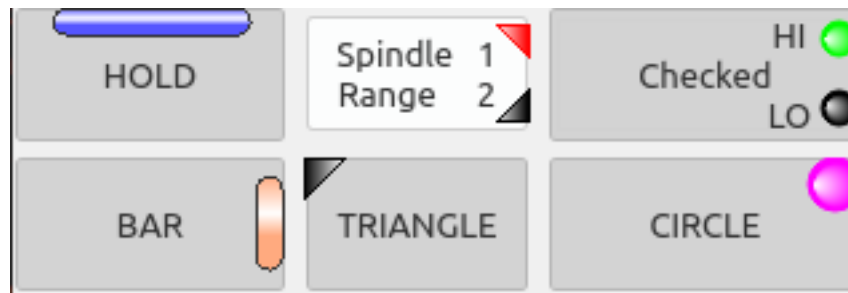 HOLD
Spindle 1
Range 2
HI
Checked
LO
BAR
TRIANGLE
CIRCLE